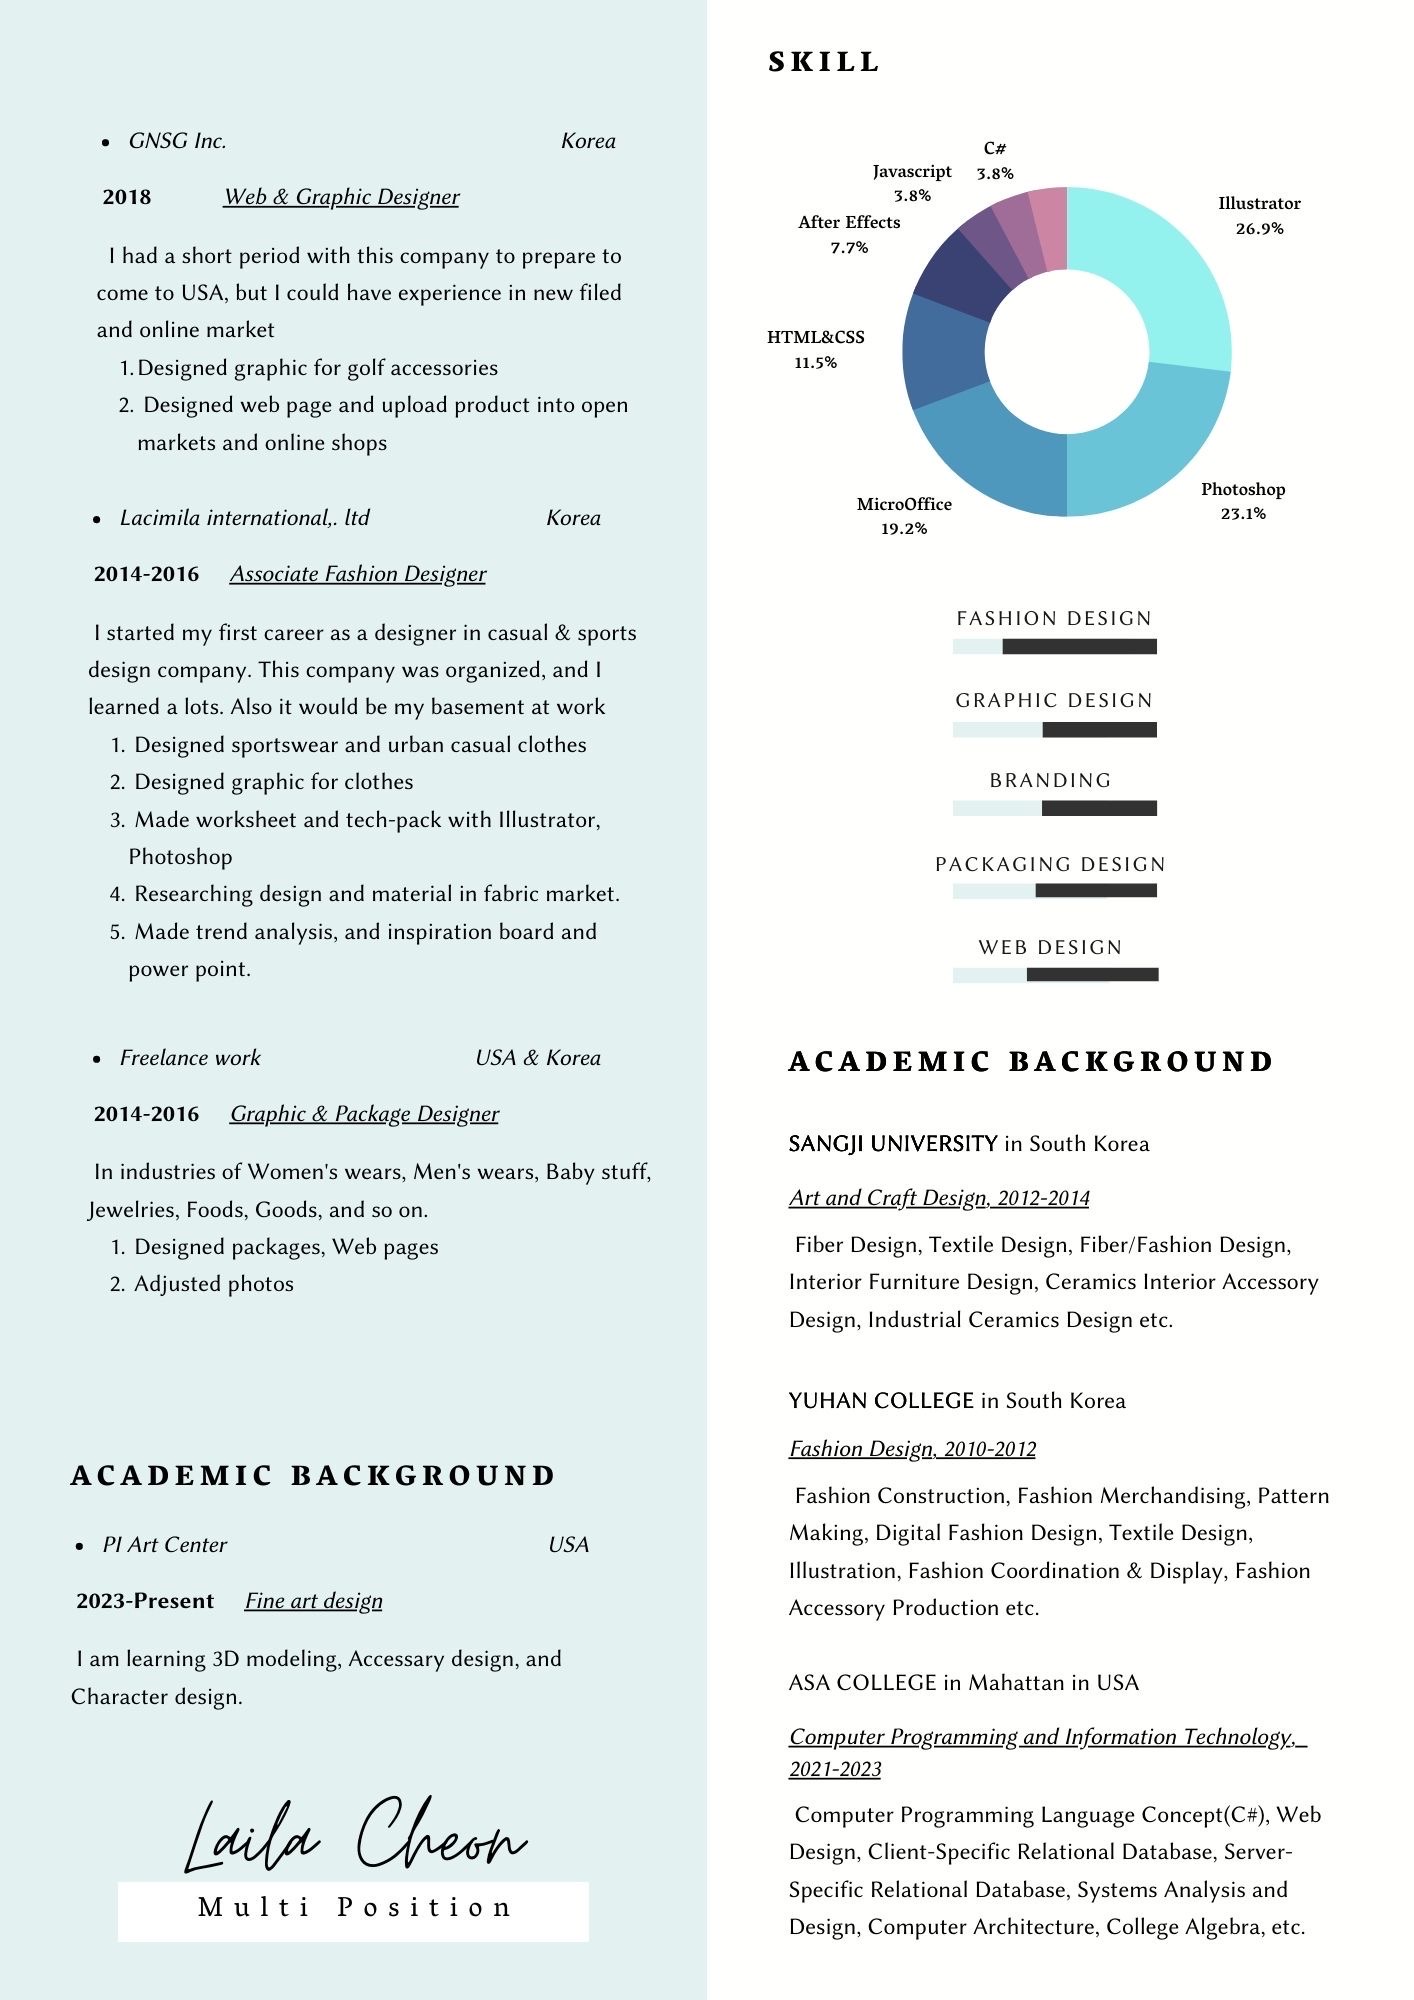 • GNSG Inc. Korea
2018 Web & Graphic Designer
I had a short period with this company to prepare to
come to USA, but I could have experience in new filed
and online market
1. Designed graphic for golf accessories
2. Designed web page and upload product into open
markets and online shops
• Lacimila international,. ltd Korea
2014-2016 Associate Fashion Designer
I started my first career as a designer in casual & sports
design company. This company was organized, and I
learned a lots. Also it would be my basement at work
1. Designed sportswear and urban casual clothes
2. Designed graphic for clothes
3. Made worksheet and tech-pack with Illustrator,
Photoshop
4. Researching design and material in fabric market.
5. Made trend analysis, and inspiration board and
power point.
• Freelance work USA & Korea
2014-2016 Graphic & Package Designer
In industries of Women's wears, Men's wears, Baby stuff,
Jewelries, Foods, Goods, and so on.
1. Designed packages, Web pages
2. Adjusted photos
ACADEMIC BACKGROUND
• PI Art Center USA
2023-Present Fine art design
I am learning 3D modeling, Accessary design, and
Character design.
Laila Cheon
Multi Position
SKILL
C#
3.8%
Javascript
3.8%
After Effects
7.7%
HTML&CSS
11.5%
MicroOffice
19.2%
Illustrator
26.9%
Photoshop
23.1%
FASHION DESIGN
GRAPHIC DESIGN
BRANDING
PACKAGING DESIGN
WEB DESIGN
ACADEMIC BACKGROUND
SANGJI UNIVERSITY in South Korea
Art and Craft Design, 2012-2014
Fiber Design, Textile Design, Fiber/Fashion Design,
Interior Furniture Design, Ceramics Interior Accessory
Design, Industrial Ceramics Design etc.
YUHAN COLLEGE in South Korea
Fashion Design, 2010-2012
Fashion Construction, Fashion Merchandising, Pattern
Making, Digital Fashion Design, Textile Design,
Illustration, Fashion Coordination & Display, Fashion
Accessory Production etc.
ASA COLLEGE in Mahattan in USA
Computer Programming and Information Technology,
2021-2023
Computer Programming Language Concept(C#), Web
Design, Client-Specific Relational Database, Server-
Specific Relational Database, Systems Analysis and
Design, Computer Architecture, College Algebra, etc.